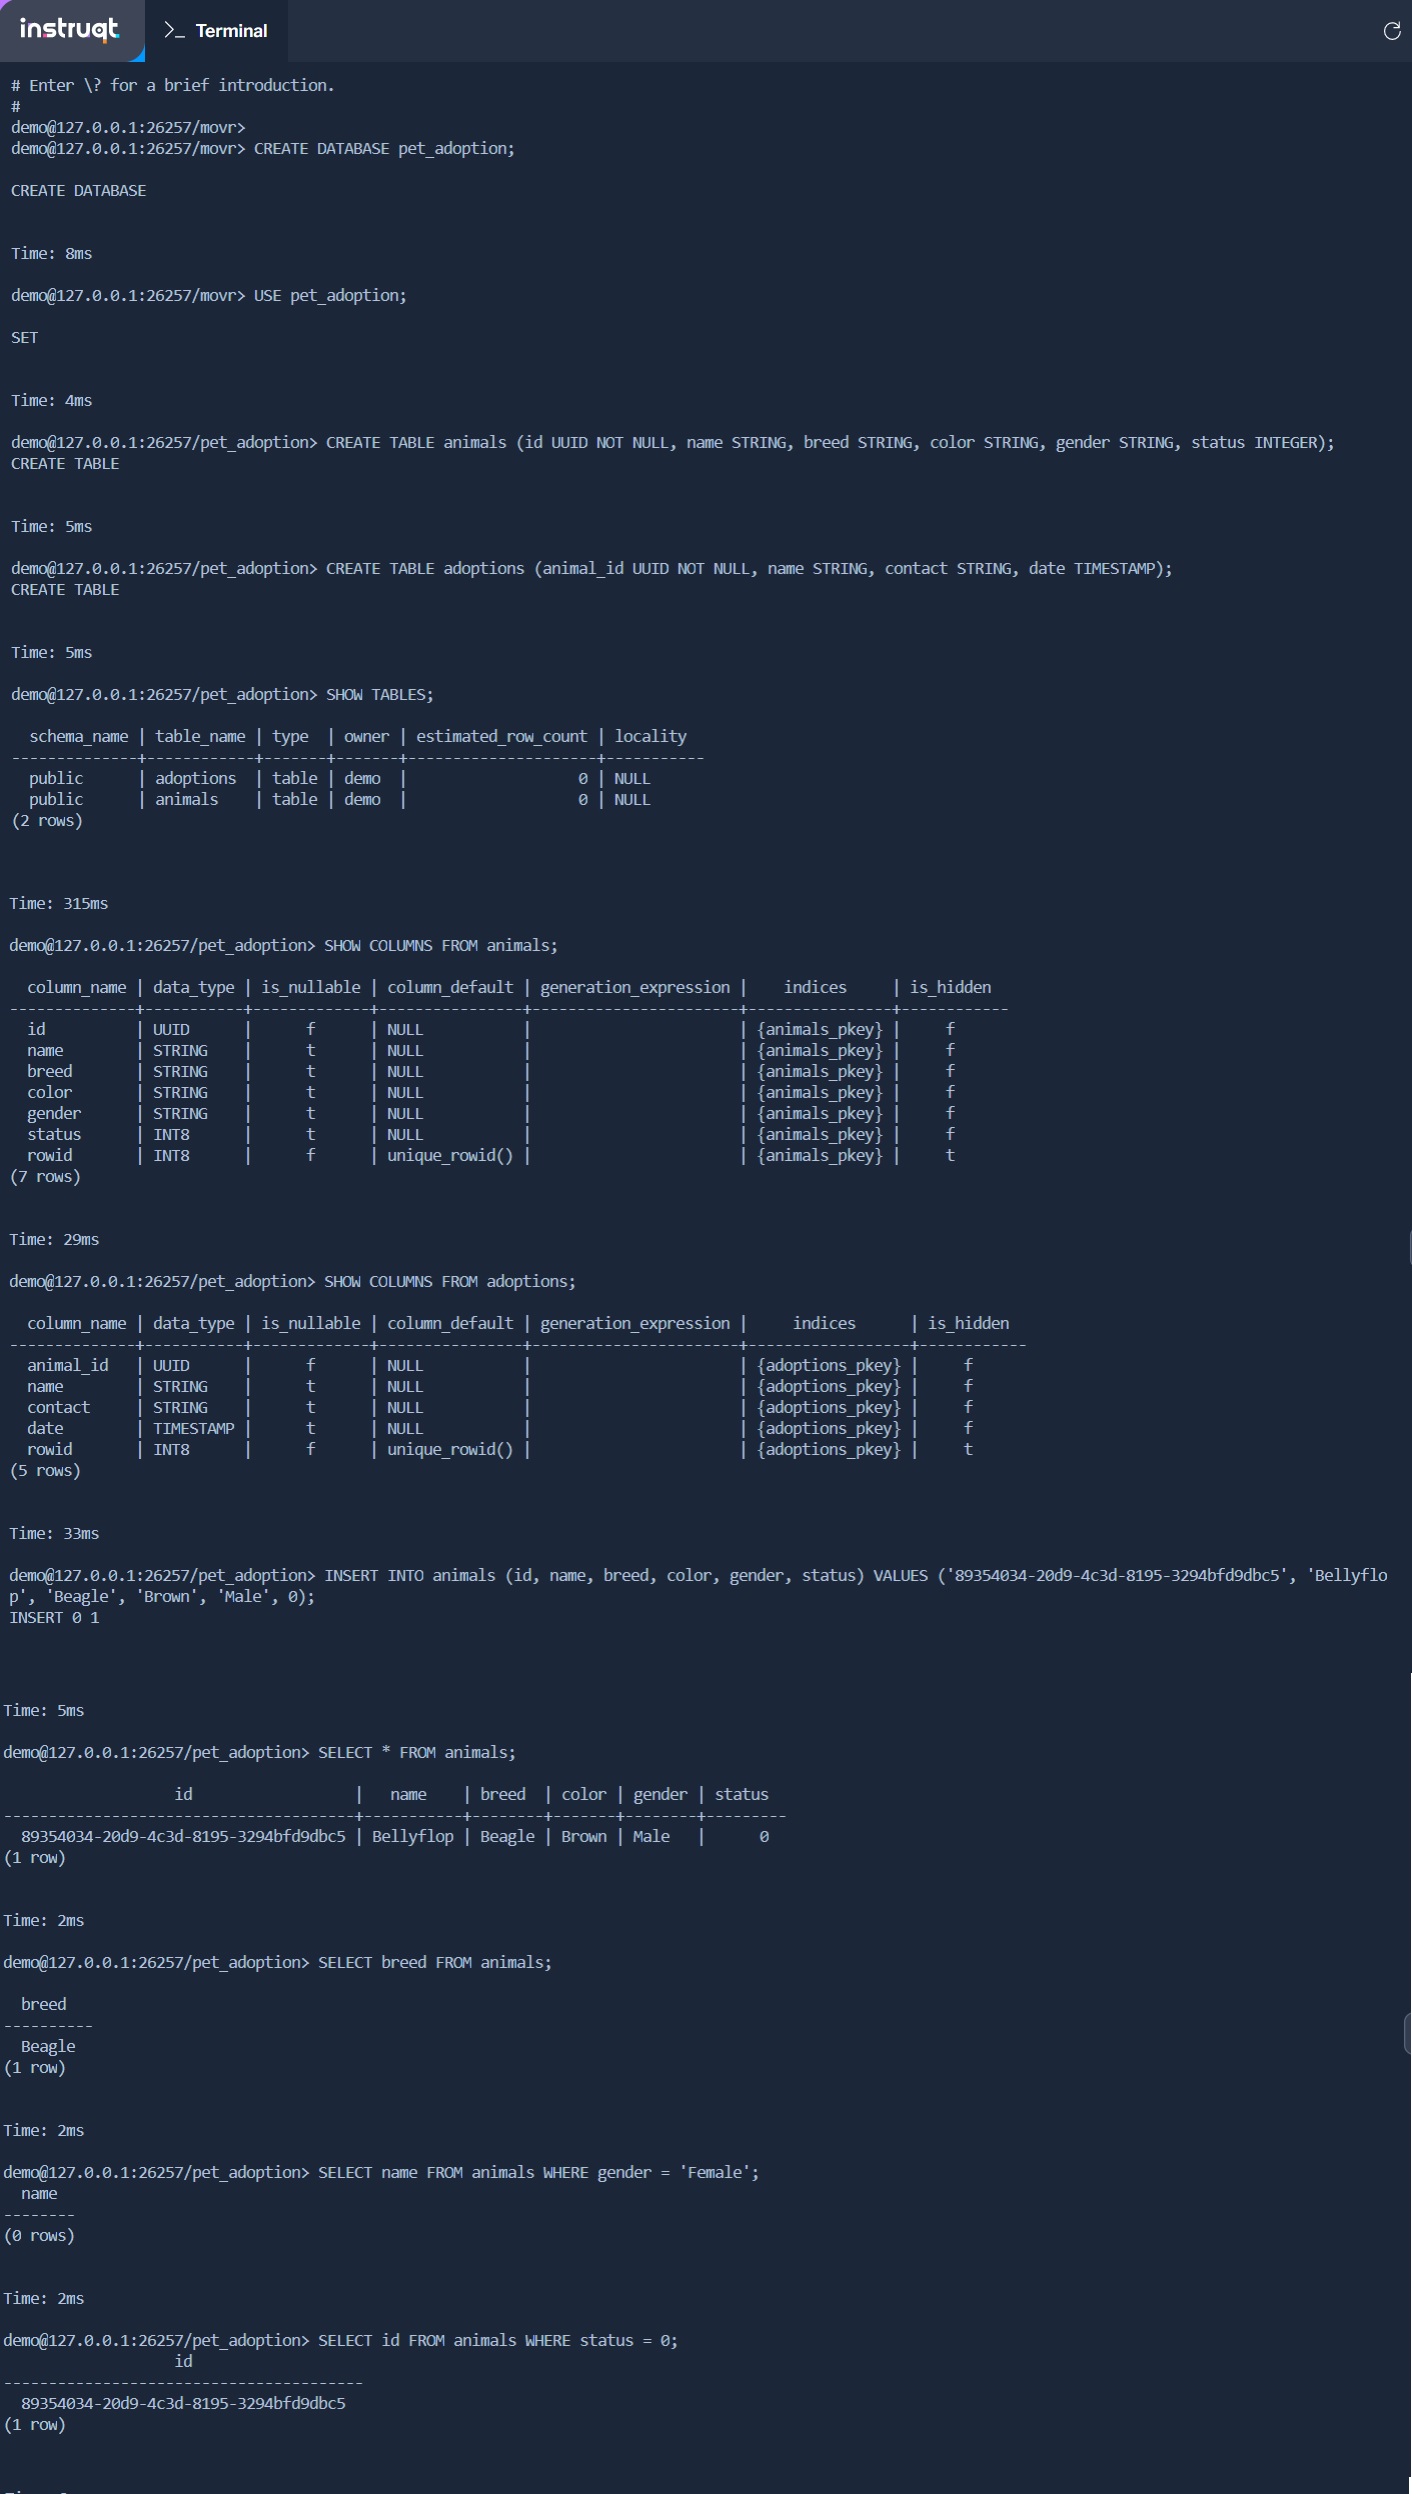 instruqt
>_ Terminal
# Enter \? for a brief introduction.
#
demo@127.0.0.1:26257/movr>
demo@127.0.0.1:26257/movr> CREATE DATABASE pet_adoption;
CREATE DATABASE
Time: 8ms
demo@127.0.0.1:26257/movr> USE pet_adoption;
SET
Time: 4ms
demo@127.0.0.1:26257/pet_adoption> CREATE TABLE animals (id UUID NOT NULL, name STRING, breed STRING, color STRING, gender STRING, status INTEGER);
CREATE TABLE
Time: 5ms
demo@127.0.0.1:26257/pet_adoption> CREATE TABLE adoptions (animal_id UUID NOT NULL, name STRING, contact STRING, date TIMESTAMP);
CREATE TABLE
Time: 5ms
demo@127.0.0.1:26257/pet_adoption> SHOW TABLES;
  schema_name | table_name | type  | owner | estimated_row_count | locality
--------------+------------+-------+-------+---------------------+-----------
  public      | adoptions  | table | demo  |                   0 | NULL
  public      | animals    | table | demo  |                   0 | NULL
(2 rows)
Time: 315ms
demo@127.0.0.1:26257/pet_adoption> SHOW COLUMNS FROM animals;
  column_name | data_type | is_nullable | column_default | generation_expression |    indices     | is_hidden
--------------+-----------+-------------+----------------+-----------------------+----------------+------------
  id          | UUID      |      f      | NULL           |                       | {animals_pkey} |     f
  name        | STRING    |      t      | NULL           |                       | {animals_pkey} |     f
  breed       | STRING    |      t      | NULL           |                       | {animals_pkey} |     f
  color       | STRING    |      t      | NULL           |                       | {animals_pkey} |     f
  gender      | STRING    |      t      | NULL           |                       | {animals_pkey} |     f
  status      | INT8      |      t      | NULL           |                       | {animals_pkey} |     f
  rowid       | INT8      |      f      | unique_rowid() |                       | {animals_pkey} |     t
(7 rows)
Time: 29ms
demo@127.0.0.1:26257/pet_adoption> SHOW COLUMNS FROM adoptions;
  column_name | data_type | is_nullable | column_default | generation_expression |     indices      | is_hidden
--------------+-----------+-------------+----------------+-----------------------+------------------+------------
  animal_id   | UUID      |      f      | NULL           |                       | {adoptions_pkey} |     f
  name        | STRING    |      t      | NULL           |                       | {adoptions_pkey} |     f
  contact     | STRING    |      t      | NULL           |                       | {adoptions_pkey} |     f
  date        | TIMESTAMP |      t      | NULL           |                       | {adoptions_pkey} |     f
  rowid       | INT8      |      f      | unique_rowid() |                       | {adoptions_pkey} |     t
(5 rows)
Time: 33ms
demo@127.0.0.1:26257/pet_adoption> INSERT INTO animals (id, name, breed, color, gender, status) VALUES ('89354034-20d9-4c3d-8195-3294bfd9dbc5', 'Bellyflo
p', 'Beagle', 'Brown', 'Male', 0);
INSERT 0 1
Time: 5ms
demo@127.0.0.1:26257/pet_adoption> SELECT * FROM animals;
                   id                  |   name    | breed  | color | gender | status
---------------------------------------+-----------+--------+-------+--------+---------
  89354034-20d9-4c3d-8195-3294bfd9dbc5 | Bellyflop | Beagle | Brown | Male   |      0
(1 row)
Time: 2ms
demo@127.0.0.1:26257/pet_adoption> SELECT breed FROM animals;
  breed
----------
  Beagle
(1 row)
Time: 2ms
demo@127.0.0.1:26257/pet_adoption> SELECT name FROM animals WHERE gender = 'Female';
  name
--------
(0 rows)
Time: 2ms
demo@127.0.0.1:26257/pet_adoption> SELECT id FROM animals WHERE status = 0;
                   id
----------------------------------------
  89354034-20d9-4c3d-8195-3294bfd9dbc5
(1 row)